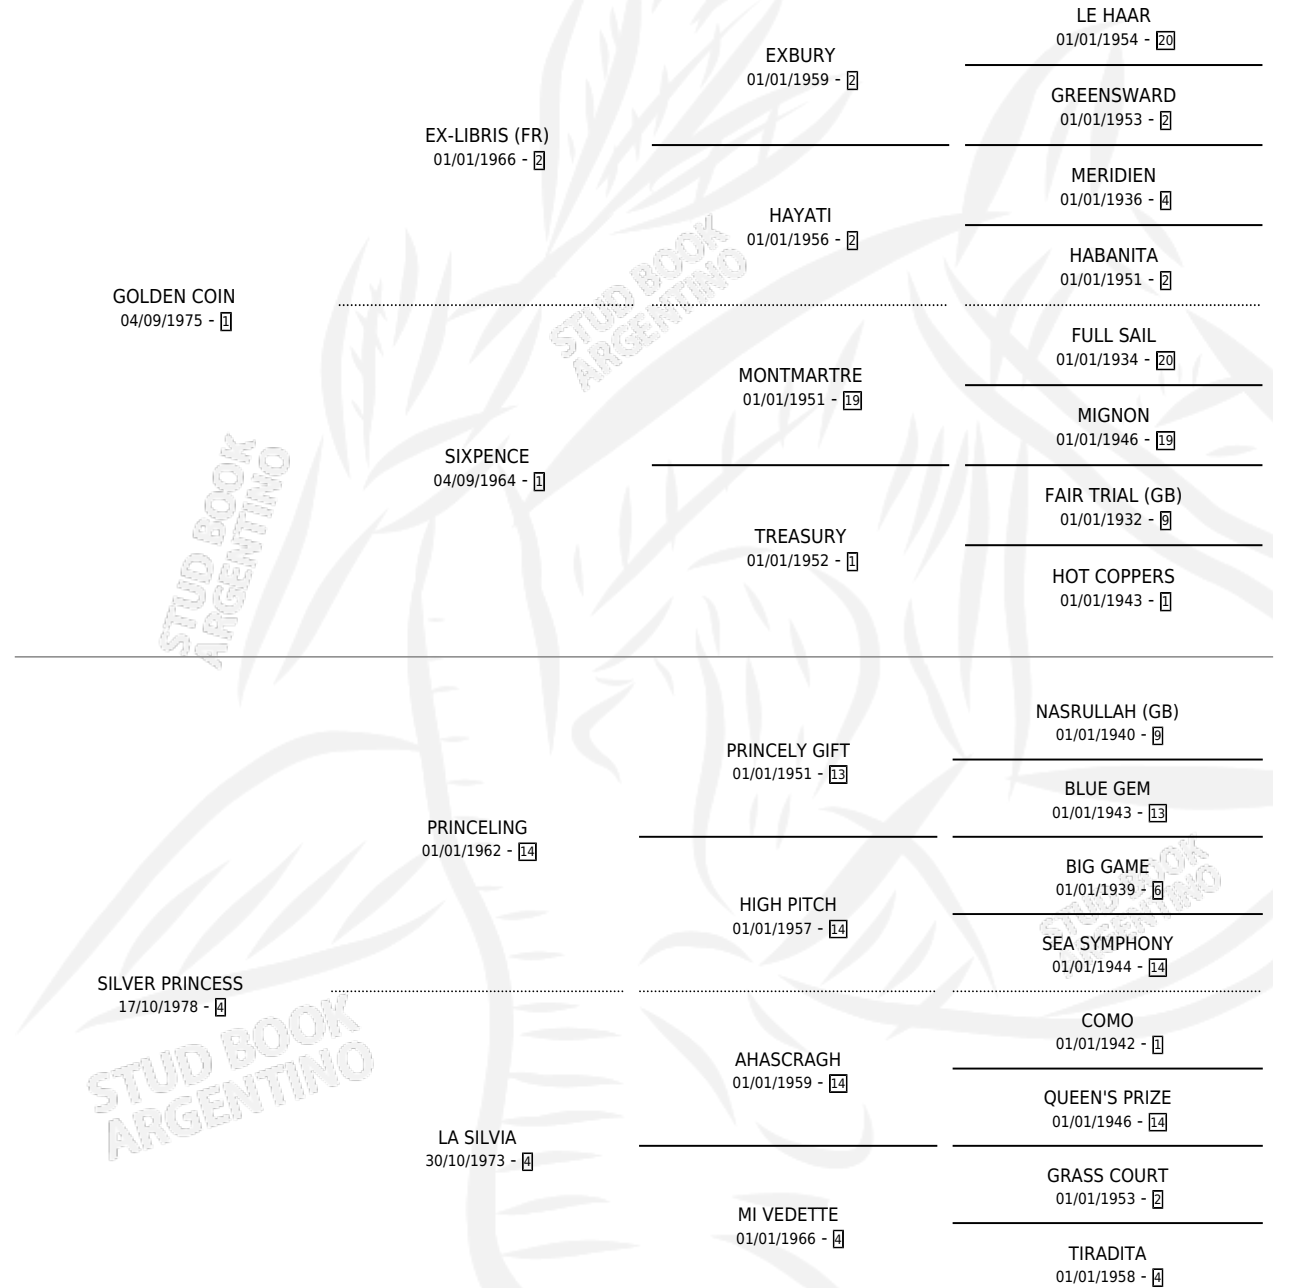 LE HAAR
01/01/1954 - 20
EXBURY
01/01/1959 - 2
GREENSWARD
01/01/1953 - 2
EX-LIBRIS (FR)
01/01/1966 - 2
MERIDIEN
01/01/1936 - 4
HAYATI
01/01/1956 - 2
HABANITA
01/01/1951 - 2
GOLDEN COIN
04/09/1975 - 1
FULL SAIL
01/01/1934 - 20
MONTMARTRE
01/01/1951 - 19
MIGNON
01/01/1946 - 19
SIXPENCE
04/09/1964 - 1
FAIR TRIAL (GB)
01/01/1932 - 9
TREASURY
01/01/1952 - 1
HOT COPPERS
01/01/1943 - 1
NASRULLAH (GB)
01/01/1940 - 9
PRINCELY GIFT
01/01/1951 - 13
BLUE GEM
01/01/1943 - 13
PRINCELING
01/01/1962 - 14
BIG GAME
01/01/1939 - 6
HIGH PITCH
01/01/1957 - 14
SEA SYMPHONY
01/01/1944 - 14
SILVER PRINCESS
17/10/1978 - 4
COMO
01/01/1942 - 1
AHASCRAGH
01/01/1959 - 14
QUEEN'S PRIZE
01/01/1946 - 14
LA SILVIA
30/10/1973 - 4
GRASS COURT
01/01/1953 - 2
MI VEDETTE
01/01/1966 - 4
TIRADITA
01/01/1958 - 4
STUD BOOK
ARGENTINO
STUD BOOK
ARGENTINO
STUD BOOK
ARGENTINO
STUD BOOK
ARGENTINO